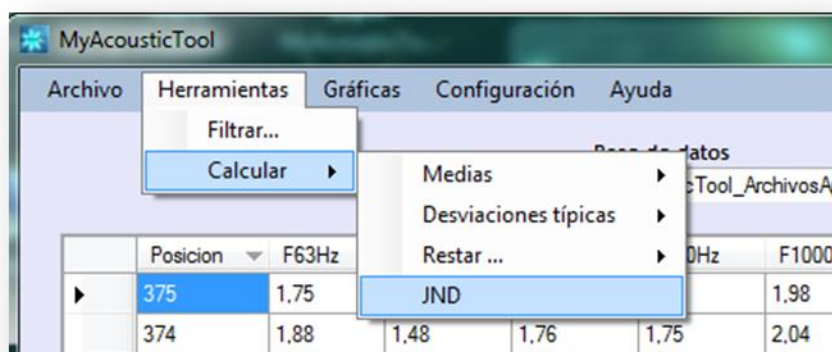 MyAcousticTool
Archivo Herramientas Gráficas Configuración Ayuda
Filtrar...
Calcular
Medias
Desviaciones típicas
Restar ...
JND
datos
Tool_ArchivosA
Posicion F63Hz 0Hz F1000
375 1,75 1,98
374 1,88 1,48 1,76 1,75 2,04